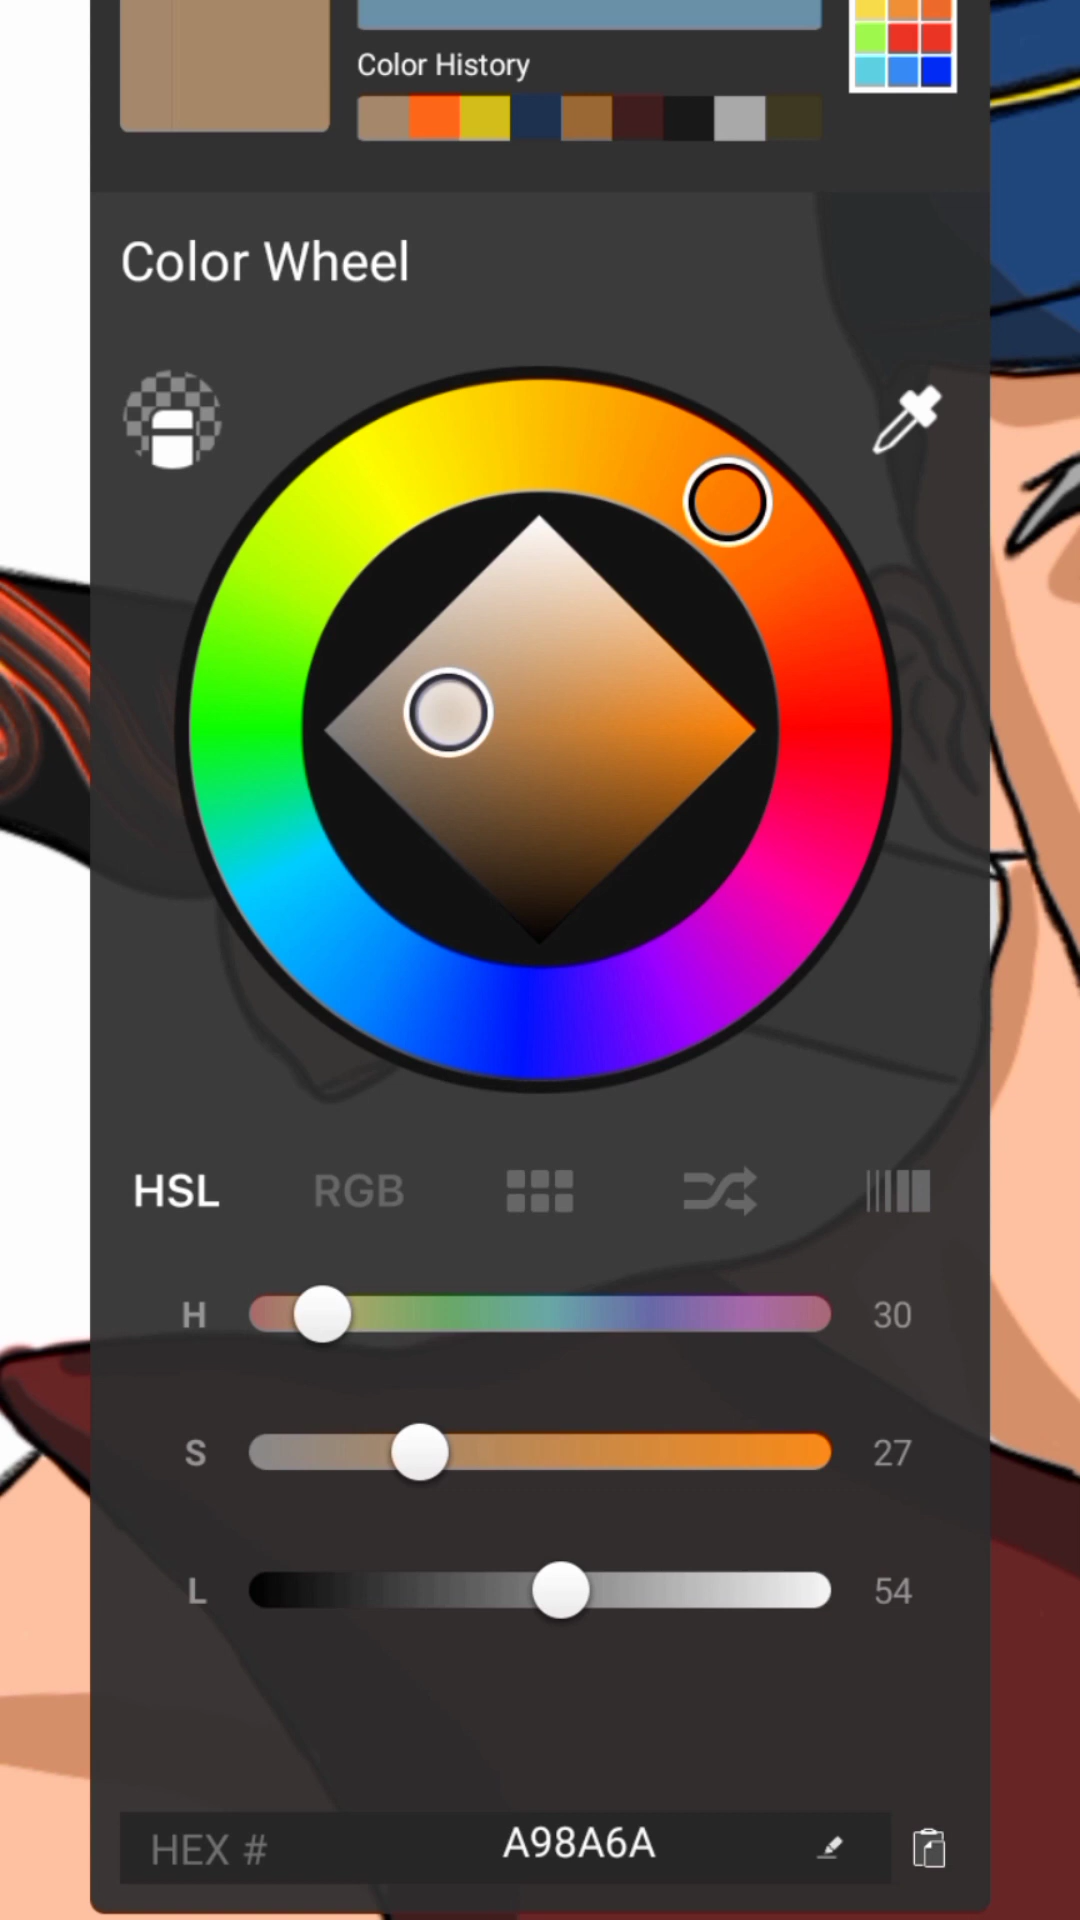 Color History
Color Wheel
HSL RGB
H 30
S 27
L 54
HEX # A98A6A